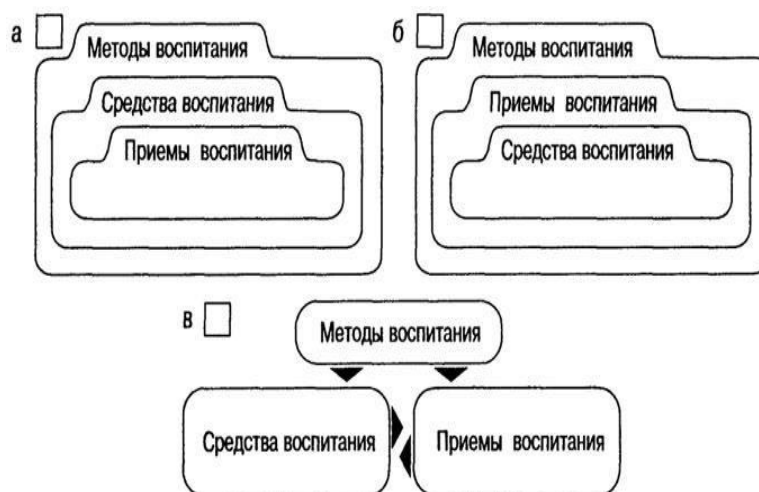 а
Методы воспитания
Средства воспитания
Приемы воспитания
б
Методы воспитания
Приемы воспитания
Средства воспитания
в
Методы воспитания
Средства воспитания
Приемы воспитания